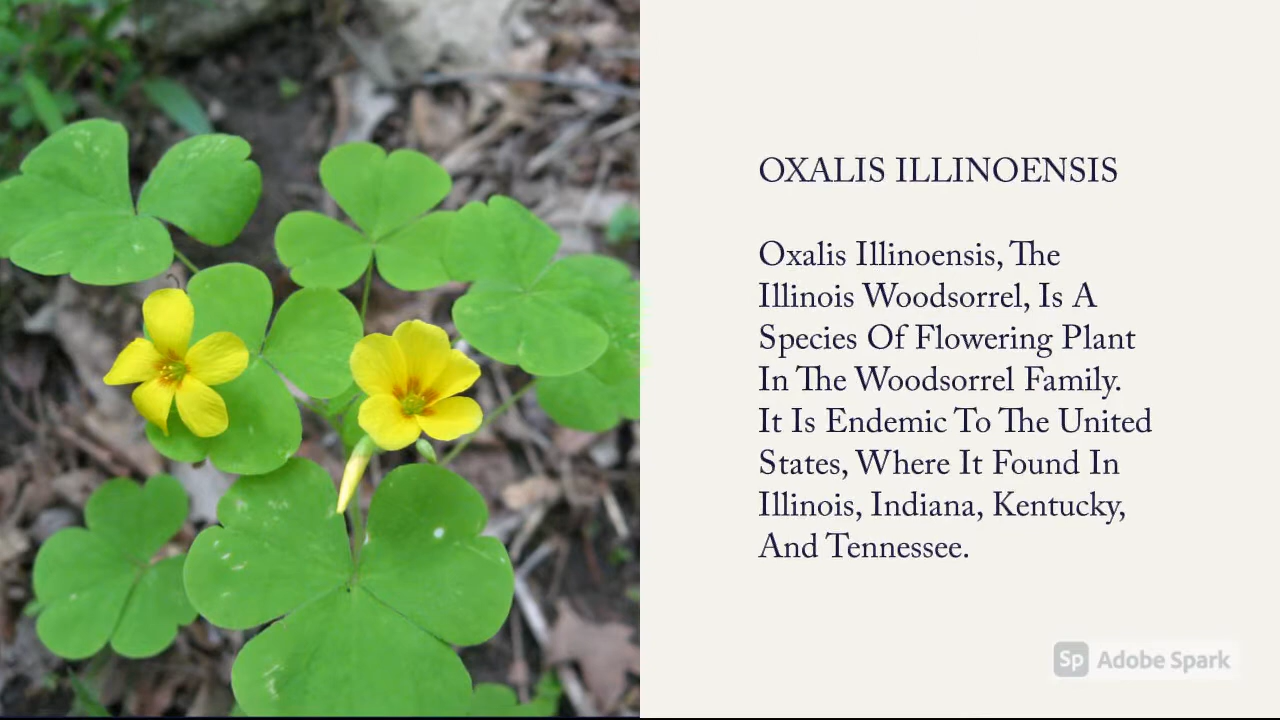 OXALIS ILLINOENSIS
Oxalis Illinoensis, The
Illinois Woodsorrel, Is A
Species Of Flowering Plant
In The Woodsorrel Family.
It Is Endemic To The United
States, Where It Found In
Illinois, Indiana, Kentucky,
And Tennessee.
Sp Adobe Spark